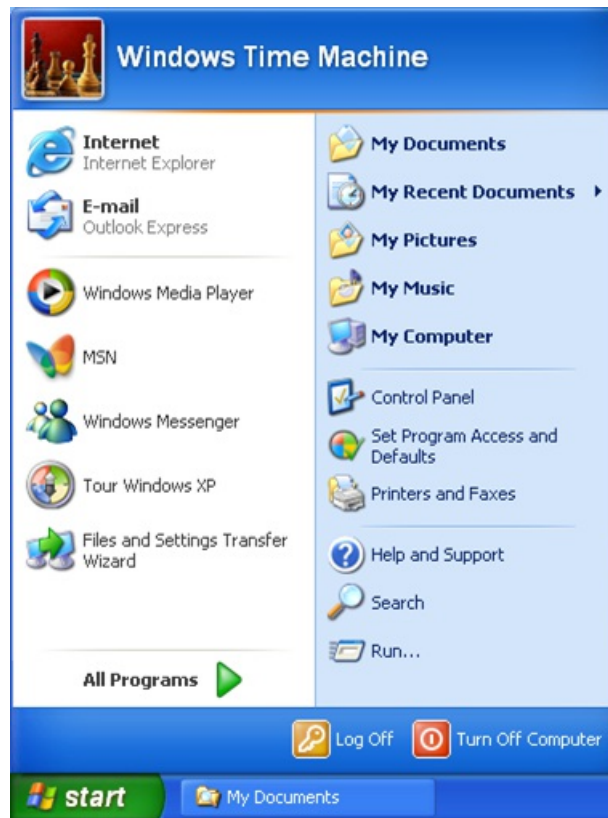 Windows Time Machine
Internet
Internet Explorer
E-mail
Outlook Express
Windows Media Player
MSN
Windows Messenger
Tour Windows XP
Files and Settings Transfer
Wizard
All Programs
My Documents
My Recent Documents
My Pictures
My Music
My Computer
Control Panel
Set Program Access and
Defaults
Printers and Faxes
Help and Support
Search
Run...
Log Off
Turn Off Computer
start
My Documents